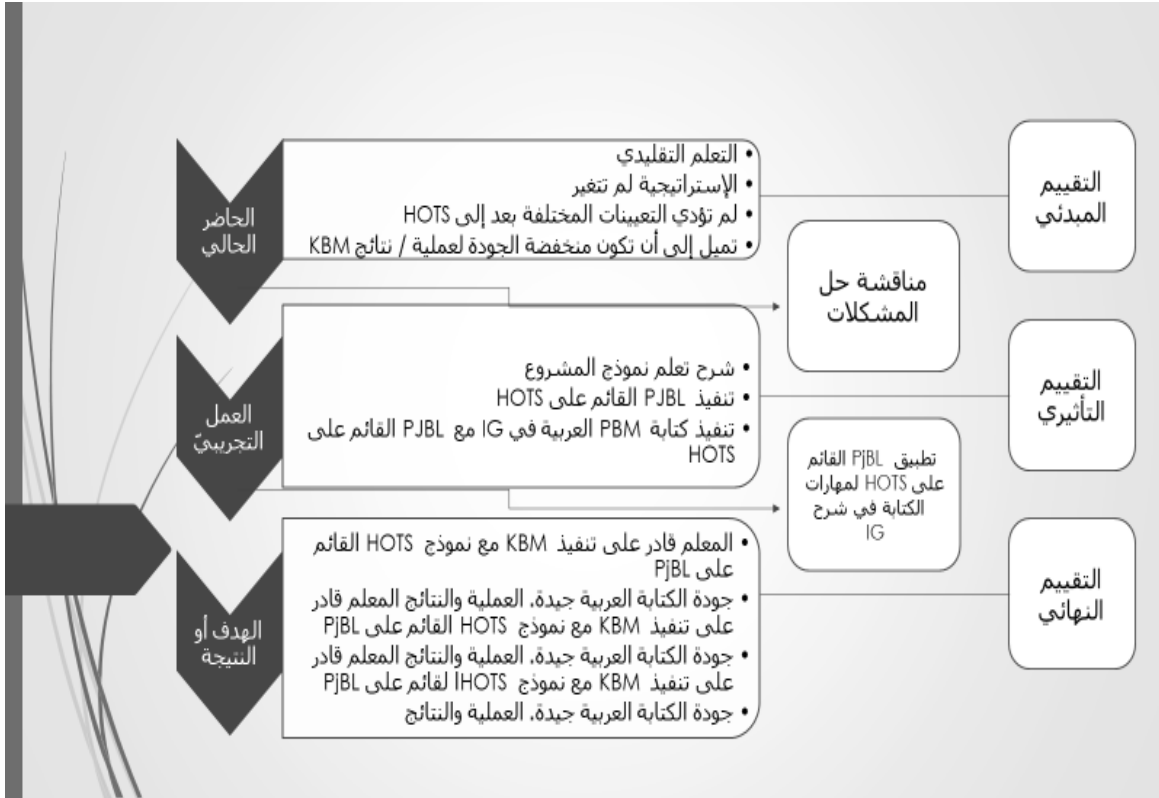 الحاضر
الحالي
• التعلم التقليدي
• الإستراتيجية لم تتغير
• لم تؤدي التعيينات المختلفة بعد إلى HOTS
• تميل إلى أن تكون منخفضة الجودة لعملية / نتائج KBM
التقييم
المبدئي
مناقشة حل
المشكلات
العمل
التجريبيّ
• شرح تعلم نموذج المشروع
• تنفيذ PJBL القائم على HOTS
• تنفيذ كتابة PBM العربية في IG مع PJBL القائم على
HOTS
التقييم
التأثيري
تطبيق PjBL القائم
على HOTS لمهارات
الكتابة في شرح
IG
الهدف أو
النتيجة
• المعلم قادر على تنفيذ KBM مع نموذج HOTS القائم
على PjBL
• جودة الكتابة العربية جيدة، العملية والنتائج المعلم قادر
على تنفيذ KBM مع نموذج HOTS القائم على PjBL
• جودة الكتابة العربية جيدة، العملية والنتائج المعلم قادر
على تنفيذ KBM مع نموذج HOTSا لقائم على PjBL
• جودة الكتابة العربية جيدة، العملية والنتائج
التقييم
النهائي